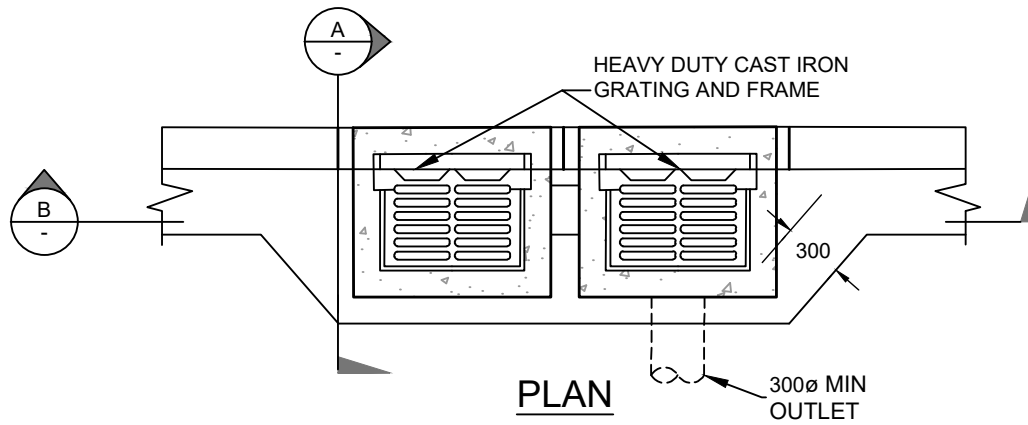 A
-
HEAVY DUTY CAST IRON
GRATING AND FRAME
B
-
300
PLAN
300ø MIN
OUTLET